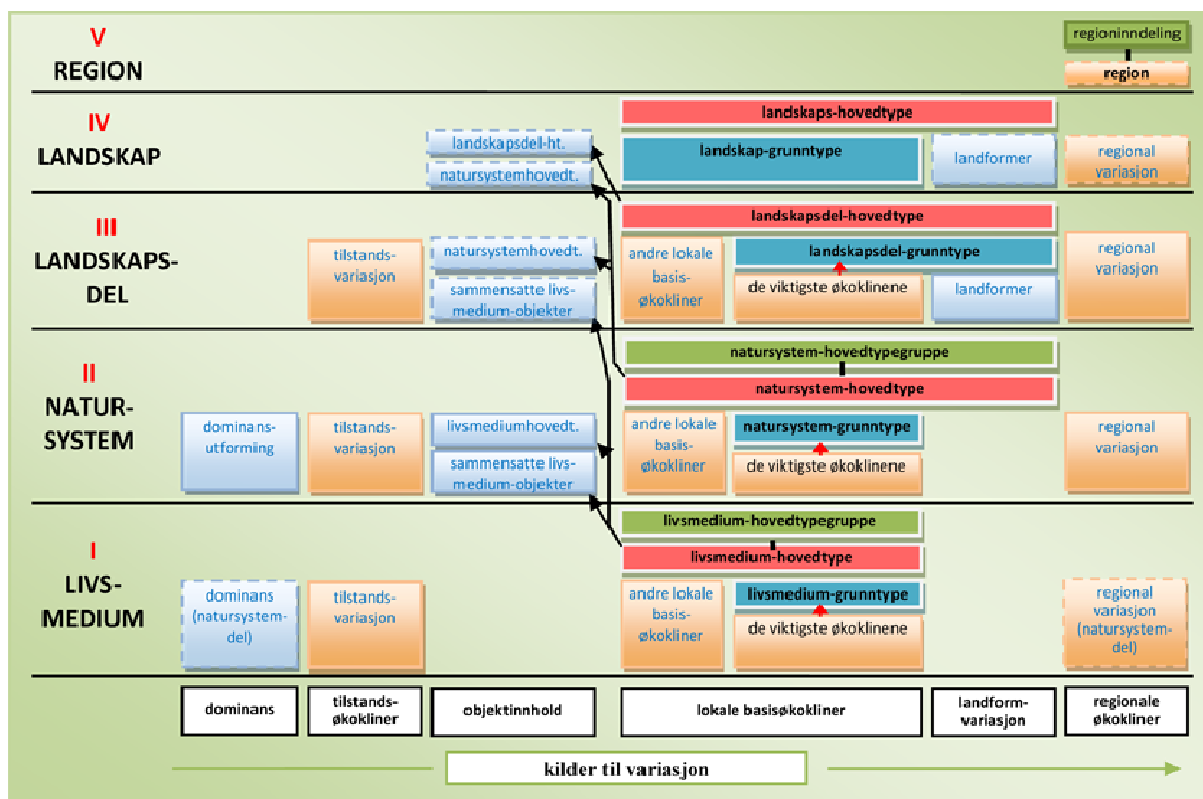 V
REGION
regioninndeling
region
IV
LANDSKAP
landskapsdel-ht.
natursystemhovedt.
landskaps-hovedtype
landskap-grunntype
landformer
regional
variasjon
III
LANDSKAPS-
DEL
tilstands-
variasjon
natursystemhovedt.
sammensatte livs-
medium-objekter
landskapsdel-hovedtype
andre lokale
basis-
økokliner
landskapsdel-grunntype
de viktigste økoklinene
landformer
regional
variasjon
II
NATUR-
SYSTEM
dominans-
utforming
tilstands-
variasjon
livsmediumhovedt.
sammensatte livs-
medium-objekter
natursystem-hovedtypegruppe
natursystem-hovedtype
andre lokale
basis-
økokliner
natursystem-grunntype
de viktigste økoklinene
regional
variasjon
I
LIVS-
MEDIUM
dominans
(natursystem-
del)
tilstands-
variasjon
livsmedium-hovedtypegruppe
livsmedium-hovedtype
andre lokale
basis-
økokliner
livsmedium-grunntype
de viktigste økoklinene
regional
variasjon
(natursystem-
del)
dominans
tilstands-
økokliner
objektinnhold
lokale basisøkokliner
landform-
variasjon
regionale
økokliner
kilder til variasjon